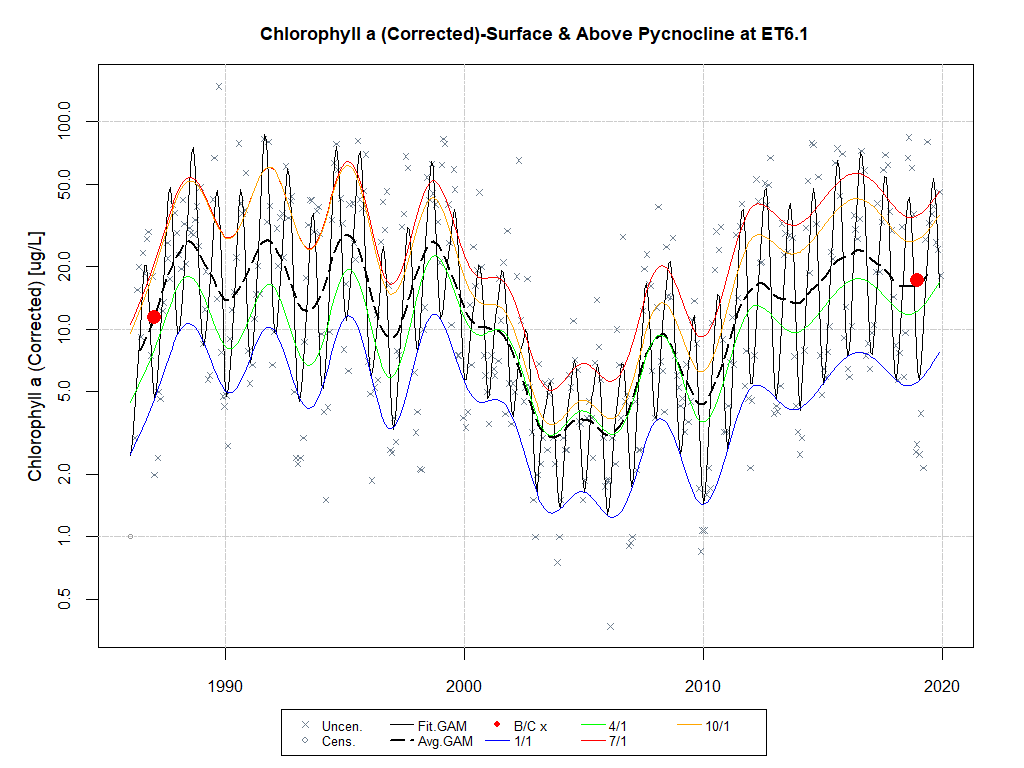 Chlorophyll a (Corrected)-Surface & Above Pycnocline at ET6.1
Chlorophyll a (Corrected) [ug/L]
100.0
50.0
20.0
10.0
5.0
2.0
1.0
0.5
1990 2000 2010 2020
Uncen. Fit.GAM B/C x 4/1 10/1
Cens. Avg.GAM 1/1 7/1